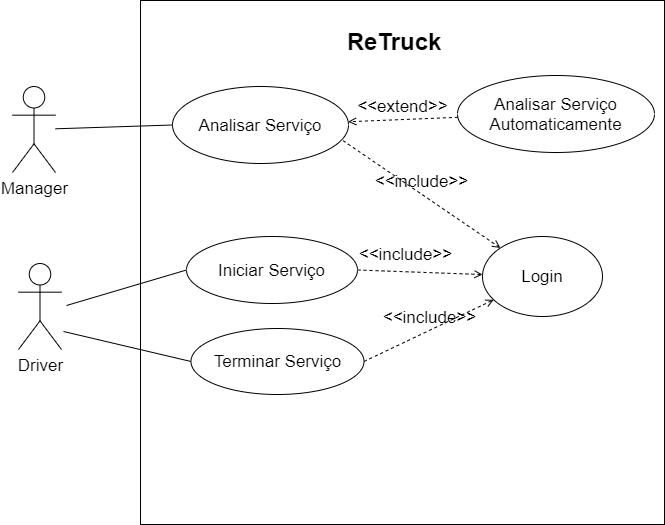 ReTruck
Analisar Serviço
<<extend>>
Analisar Serviço
Automaticamente
Manager
<<include>>
Iniciar Serviço
<<include>>
Login
Driver
<<include>>
Terminar Serviço